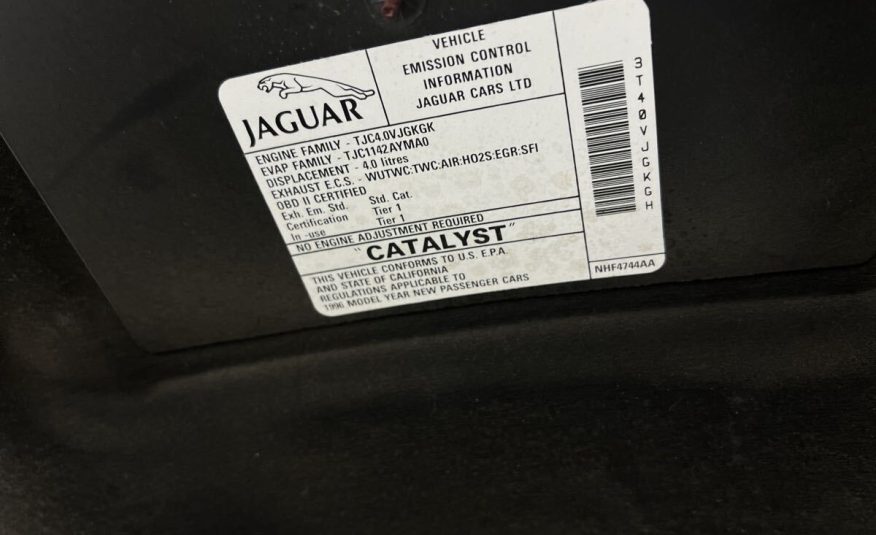 JAGUAR
VEHICLE
EMISSION CONTROL
INFORMATION
JAGUAR CARS LTD
ENGINE FAMILY - TJC4.0VJGKGK
EVAP FAMILY - TJC1142AYMA0
DISPLACEMENT - 4.0 litres
EXHAUST E.C.S. - WUTWC:TWC:AIR:HO2S:EGR:SFI
OBD II CERTIFIED
Exh. Em. Std. Std. Cat.
Certification Tier 1
In -use Tier 1
NO ENGINE ADJUSTMENT REQUIRED
"CATALYST"
THIS VEHICLE CONFORMS TO U.S. E.P.A.
AND STATE OF CALIFORNIA
REGULATIONS APPLICABLE TO
1996 MODEL YEAR NEW PASSENGER CARS
3T40VJGKGH
NHF4744AA